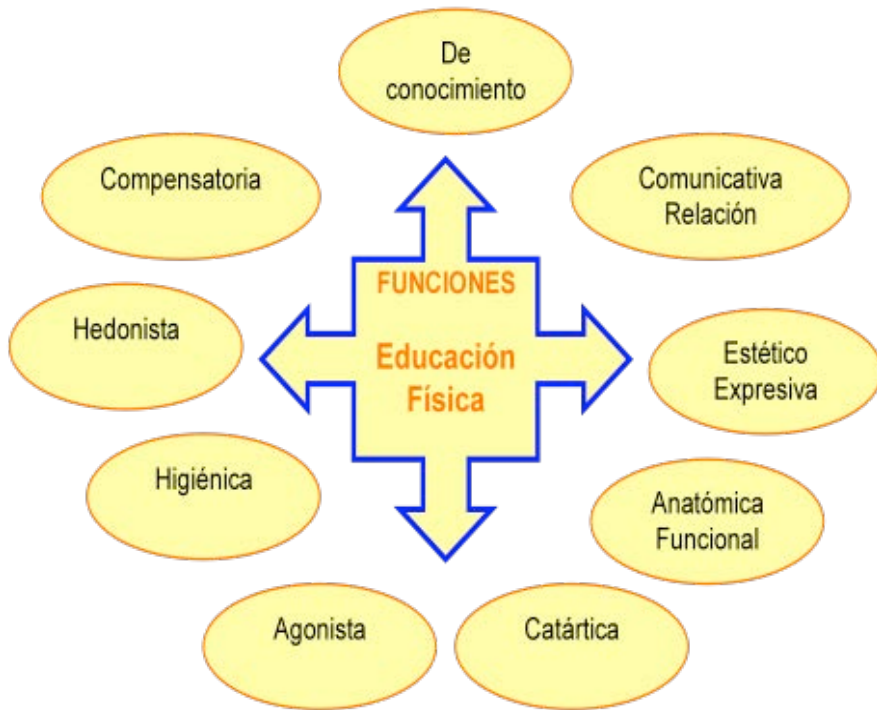 De
conocimiento
Compensatoria
Comunicativa
Relación
FUNCIONES
Educación
Física
Hedonista
Estético
Expresiva
Higiénica
Anatómica
Funcional
Agonista
Catártica